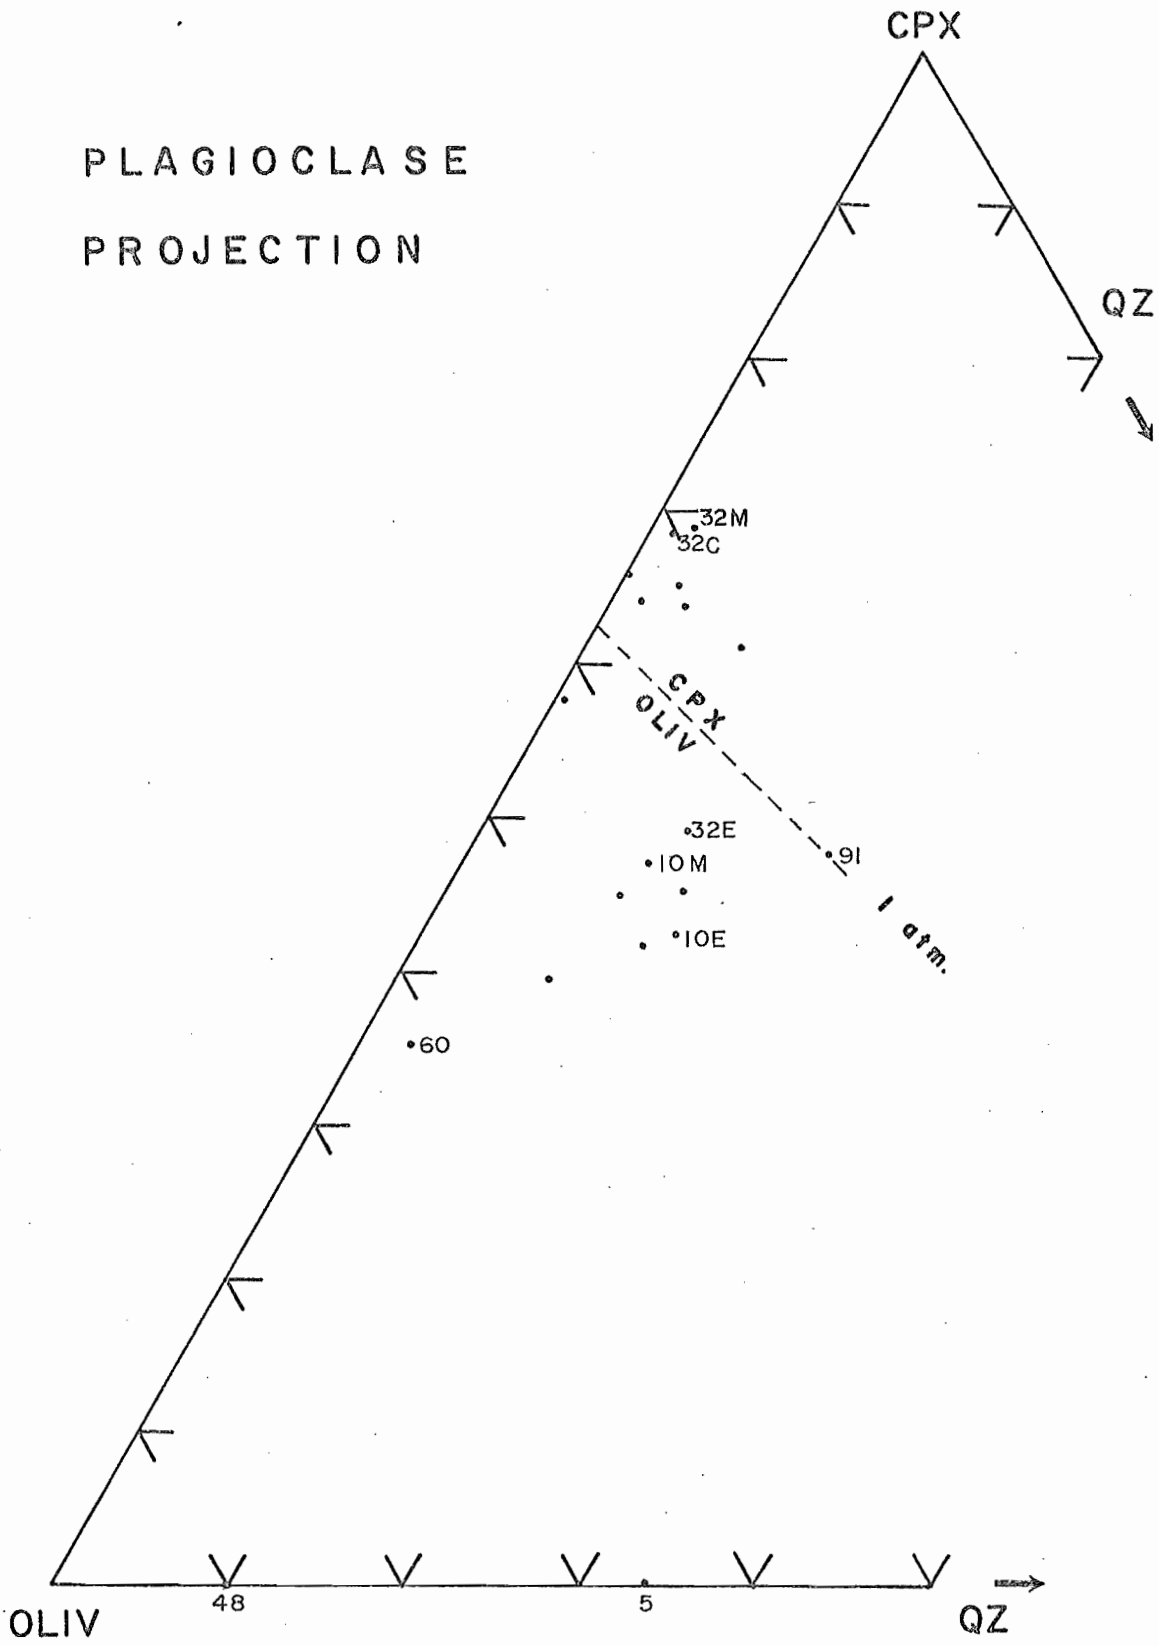 CPX
PLAGIOCLASE
PROJECTION
QZ
32M
32C
CPX
OLIV
32E
91
10M
1 atm.
10E
60
48
5
OLIV
QZ